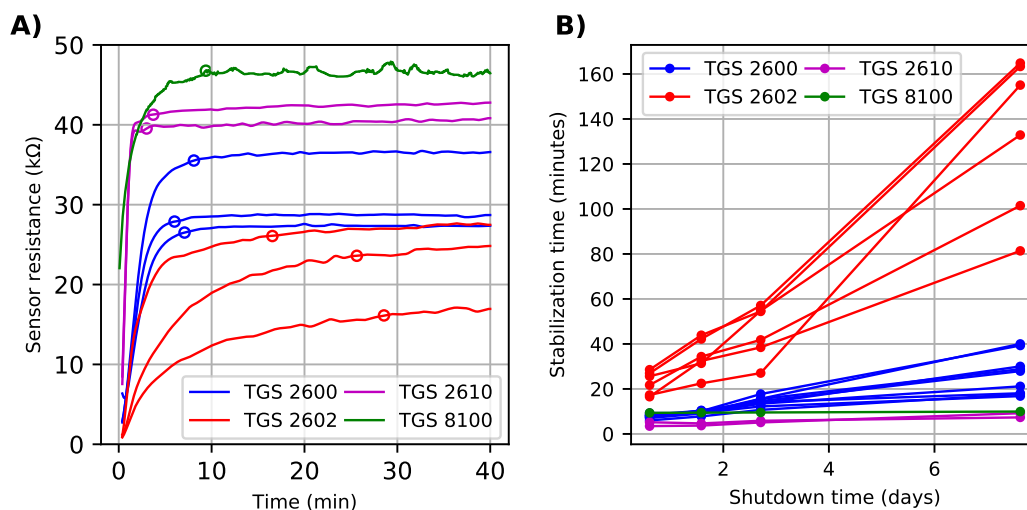 A)
50
40
30
20
10
0
Sensor resistance (kΩ)
0 10 20 30 40
Time (min)
TGS 2600 TGS 2610
TGS 2602 TGS 8100
B)
160
140
120
100
80
60
40
20
0
Stabilization time (minutes)
2 4 6
Shutdown time (days)
TGS 2600 TGS 2610
TGS 2602 TGS 8100